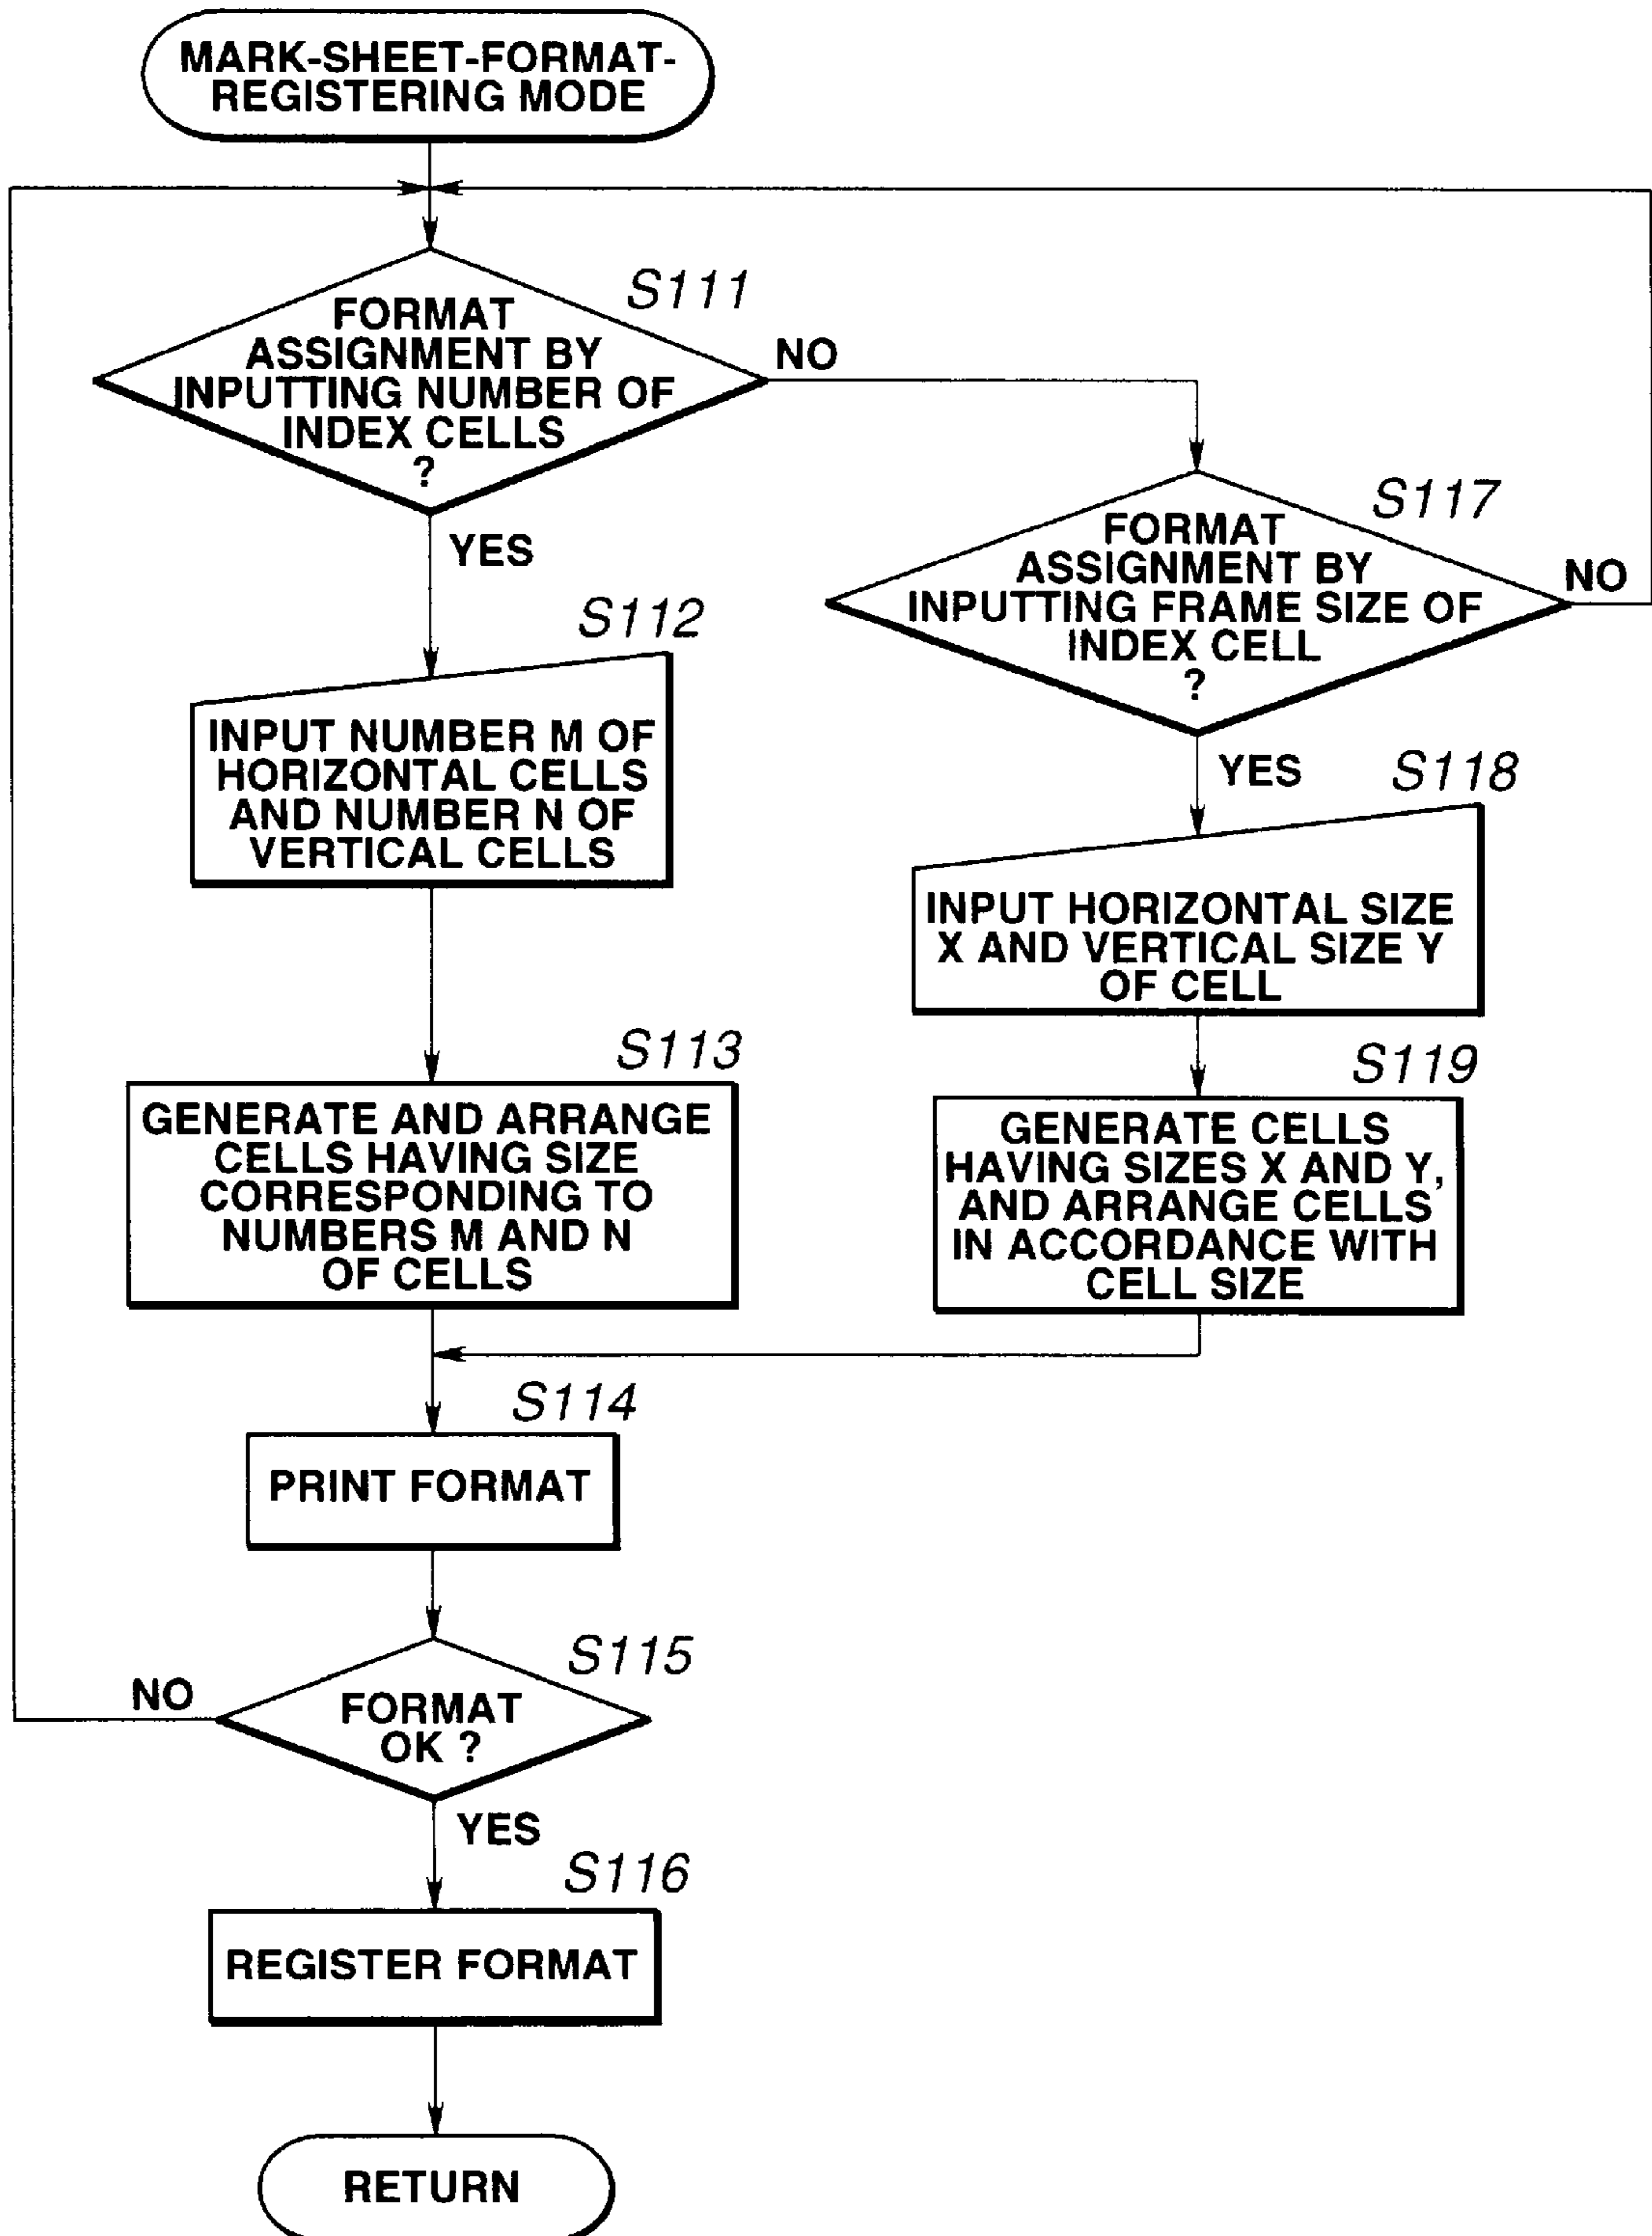 MARK-SHEET-FORMAT-
REGISTERING MODE
S111
FORMAT
ASSIGNMENT BY
INPUTTING NUMBER OF
INDEX CELLS
?
NO
YES
S117
FORMAT
ASSIGNMENT BY
INPUTTING FRAME SIZE OF
INDEX CELL
?
NO
YES
S112
INPUT NUMBER M OF
HORIZONTAL CELLS
AND NUMBER N OF
VERTICAL CELLS
S118
INPUT HORIZONTAL SIZE
X AND VERTICAL SIZE Y
OF CELL
S113
GENERATE AND ARRANGE
CELLS HAVING SIZE
CORRESPONDING TO
NUMBERS M AND N
OF CELLS
S119
GENERATE CELLS
HAVING SIZES X AND Y,
AND ARRANGE CELLS
IN ACCORDANCE WITH
CELL SIZE
S114
PRINT FORMAT
S115
FORMAT
OK ?
NO
YES
S116
REGISTER FORMAT
RETURN